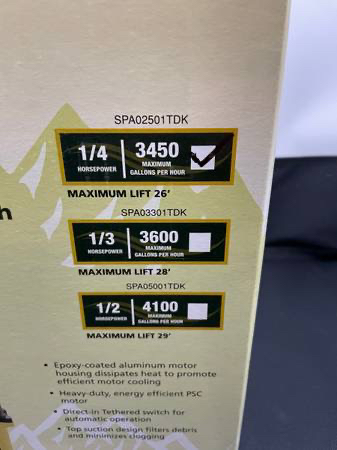 SPA02501TDK
1/4 3450
HORSEPOWER MAXIMUM
GALLONS PER HOUR
MAXIMUM LIFT 26'
h
SPA03301TDK
1/3 3600
HORSEPOWER MAXIMUM
GALLONS PER HOUR
MAXIMUM LIFT 28'
SPA05001TDK
1/2 4100
HORSEPOWER MAXIMUM
GALLONS PER HOUR
MAXIMUM LIFT 29'
• Epoxy-coated aluminum motor
housing dissipates heat to promote
efficient motor cooling
• Heavy-duty, energy efficient PSC
motor
• Direct-in Tethered switch for
automatic operation
• Top suction design filters debris
and minimizes clogging